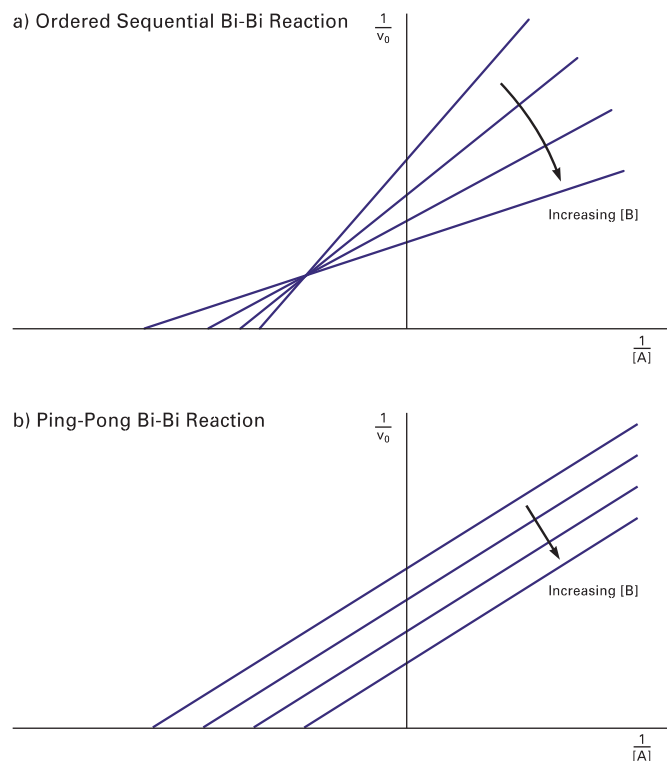 a) Ordered Sequential Bi-Bi Reaction
1
v₀
Increasing [B]
1
[A]
b) Ping-Pong Bi-Bi Reaction
1
v₀
Increasing [B]
1
[A]